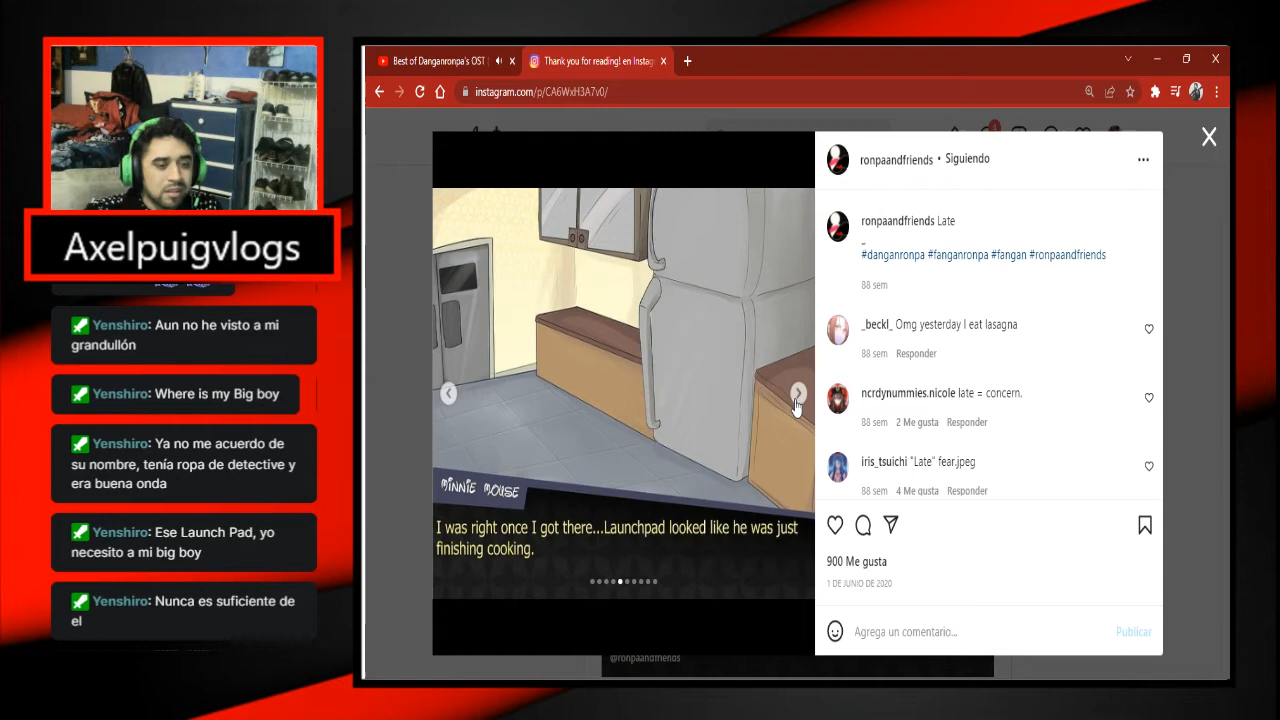 Axelpuigvlogs
Yenshiro: Aun no he visto a mi
grandullón
Yenshiro: Where is my Big boy
Yenshiro: Ya no me acuerdo de
su nombre, tenía ropa de detective y
era buena onda
Yenshiro: Ese Launch Pad, yo
necesito a mi big boy
Yenshiro: Nunca es suficiente de
el
Best of Danganronpa's OST
Thank you for reading! en Instag
instagram.com/p/CA6WxH3A7v0/
MINNIE MOUSE
I was right once I got there...Launchpad looked like he was just
finishing cooking.
@ronpaandfriends
ronpaandfriends • Siguiendo
ronpaandfriends Late
_
#danganronpa #fanganronpa #fangan #ronpaandfriends
88 sem
_beckl_ Omg yesterday I eat lasagna
88 sem Responder
ncrdynummies.nicole late = concern.
88 sem 2 Me gusta Responder
iris_tsuichi "Late" fear.jpeg
88 sem 4 Me gusta Responder
900 Me gusta
1 DE JUNIO DE 2020
Agrega un comentario... Publicar